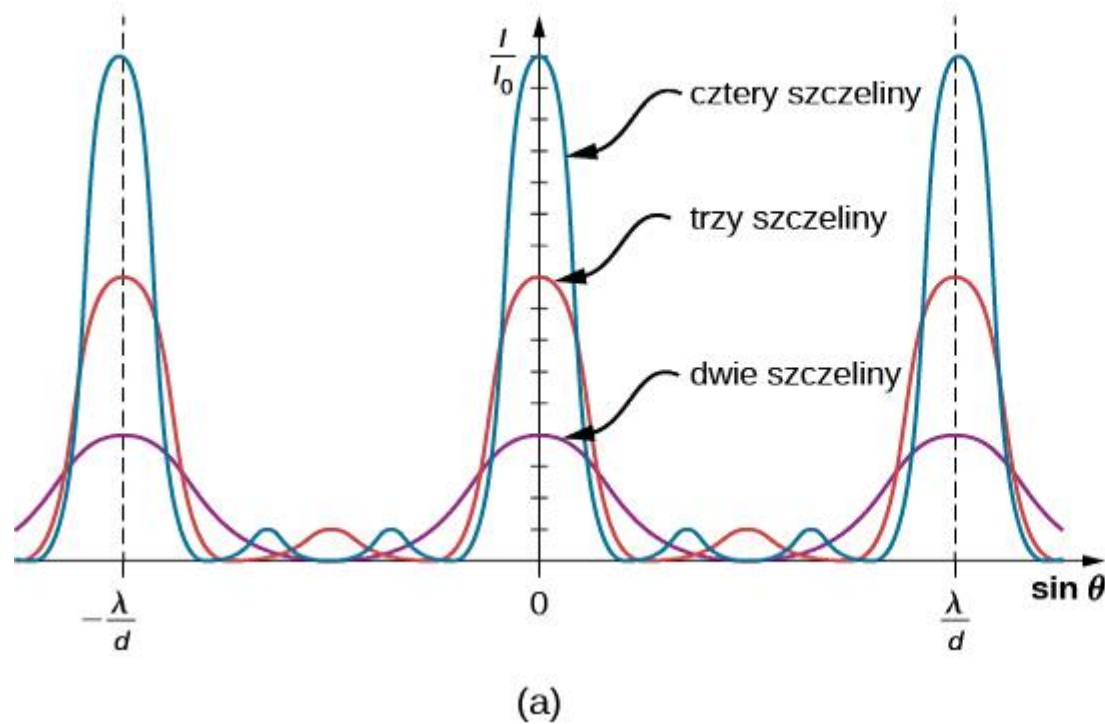 I
I₀
cztery szczeliny
trzy szczeliny
dwie szczeliny
sin θ
−λ
d
0
λ
d
(a)